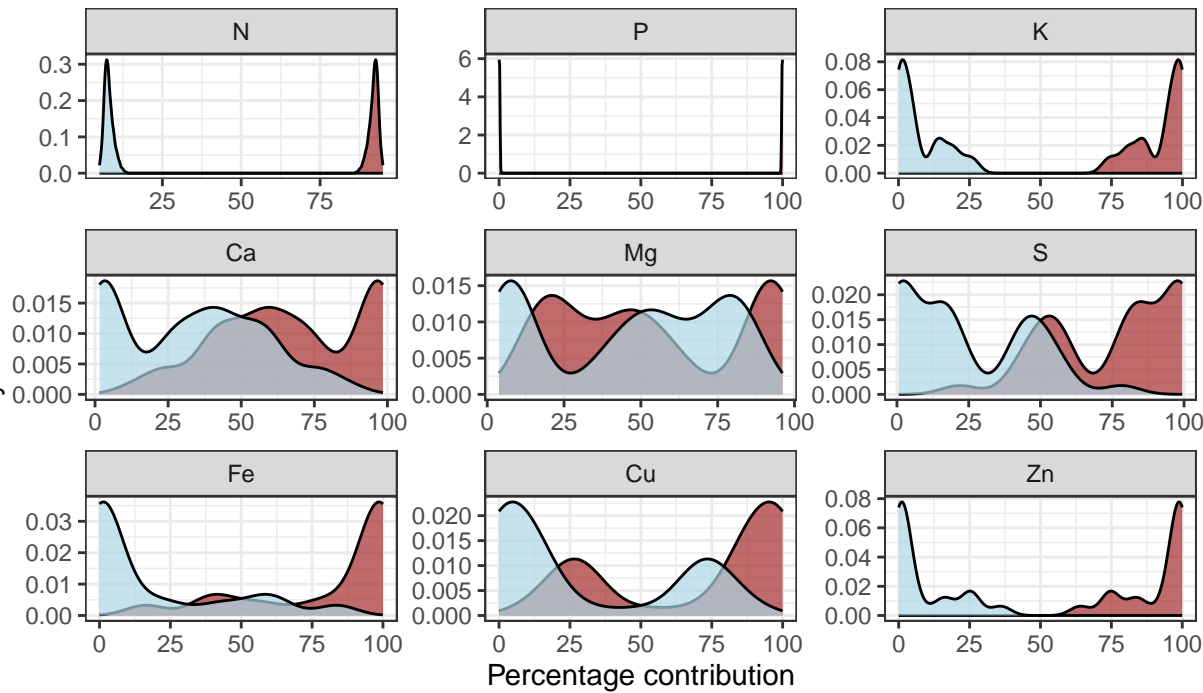 N P K
0.3 6 0.08
0.2 4 0.06
0.1 2 0.04
0.0 0 0.02
0.00
25 50 75 0 25 50 75 100 0 25 50 75 100
Ca Mg S
0.015 0.015 0.020
0.010 0.010 0.015
0.005 0.005 0.010
0.000 0.000 0.005
0.000
0 25 50 75 100 0 25 50 75 100 0 25 50 75 100
Fe Cu Zn
0.03 0.020 0.08
0.02 0.015 0.06
0.01 0.010 0.04
0.00 0.005 0.02
0.000 0.00
0 25 50 75 100 0 25 50 75 100 0 25 50 75 100
Percentage contribution